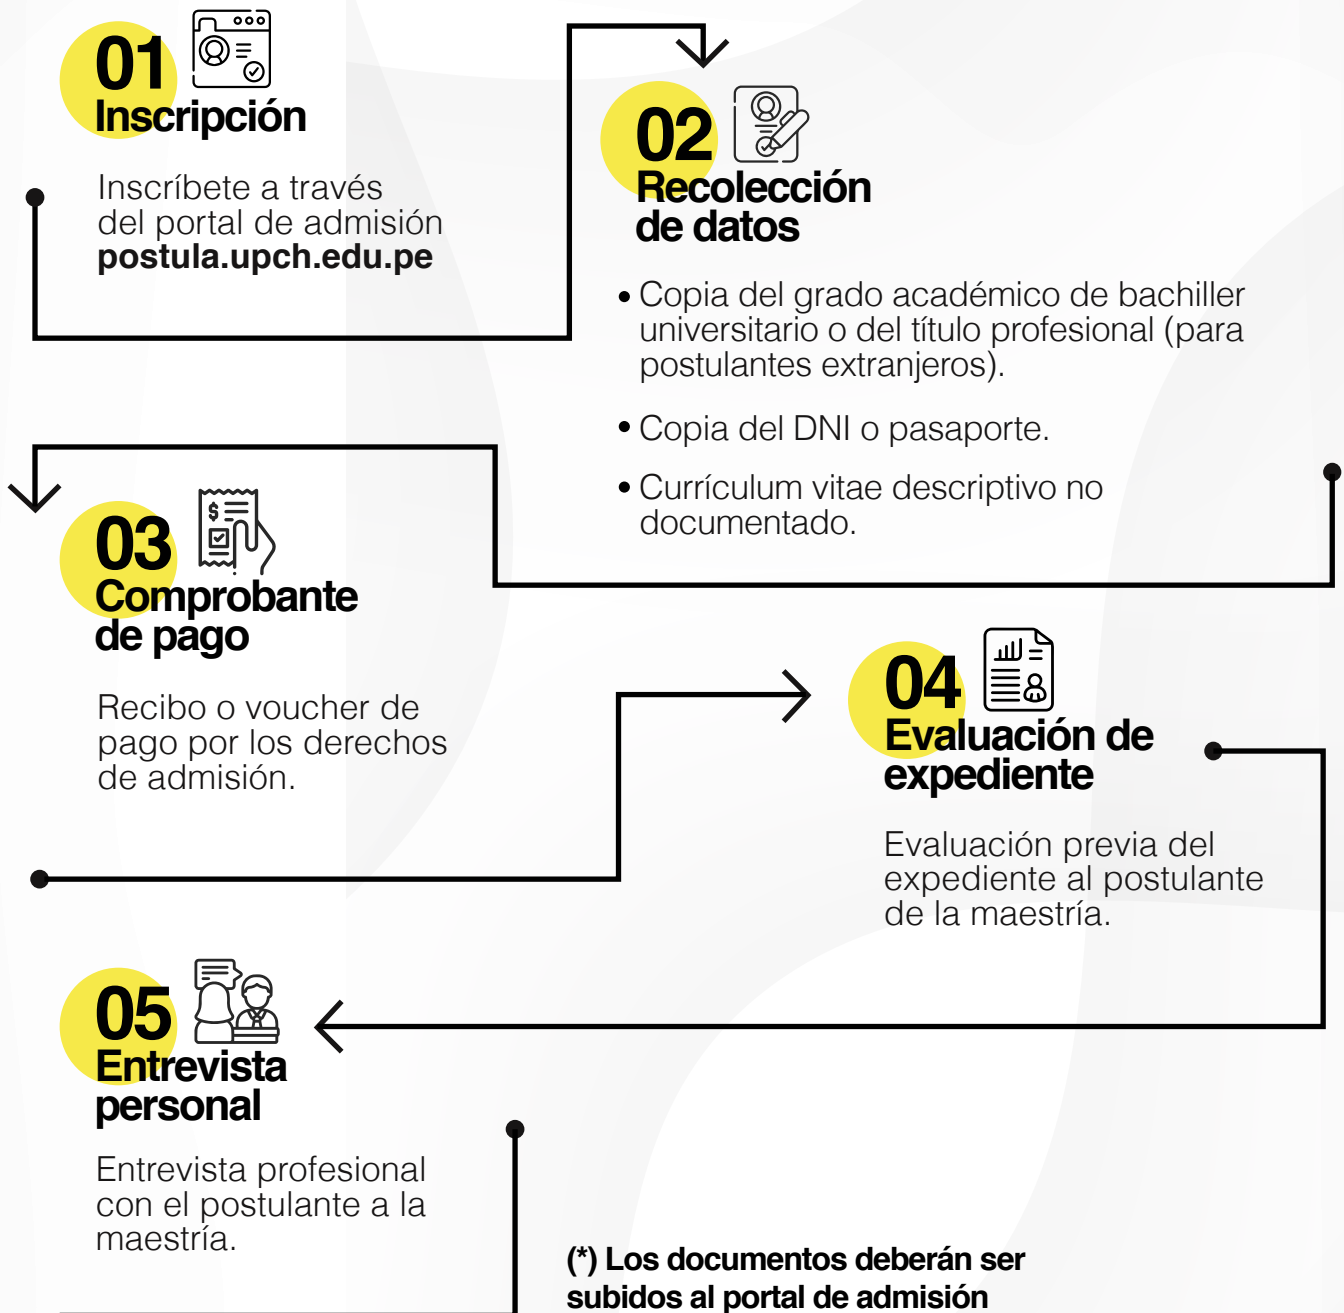 01
Inscripción
Inscríbete a través
del portal de admisión
postula.upch.edu.pe
02
Recolección
de datos
• Copia del grado académico de bachiller
universitario o del título profesional (para
postulantes extranjeros).
• Copia del DNI o pasaporte.
• Currículum vitae descriptivo no
documentado.
03
Comprobante
de pago
Recibo o voucher de
pago por los derechos
de admisión.
04
Evaluación de
expediente
Evaluación previa del
expediente al postulante
de la maestría.
05
Entrevista
personal
Entrevista profesional
con el postulante a la
maestría.
(*) Los documentos deberán ser
subidos al portal de admisión